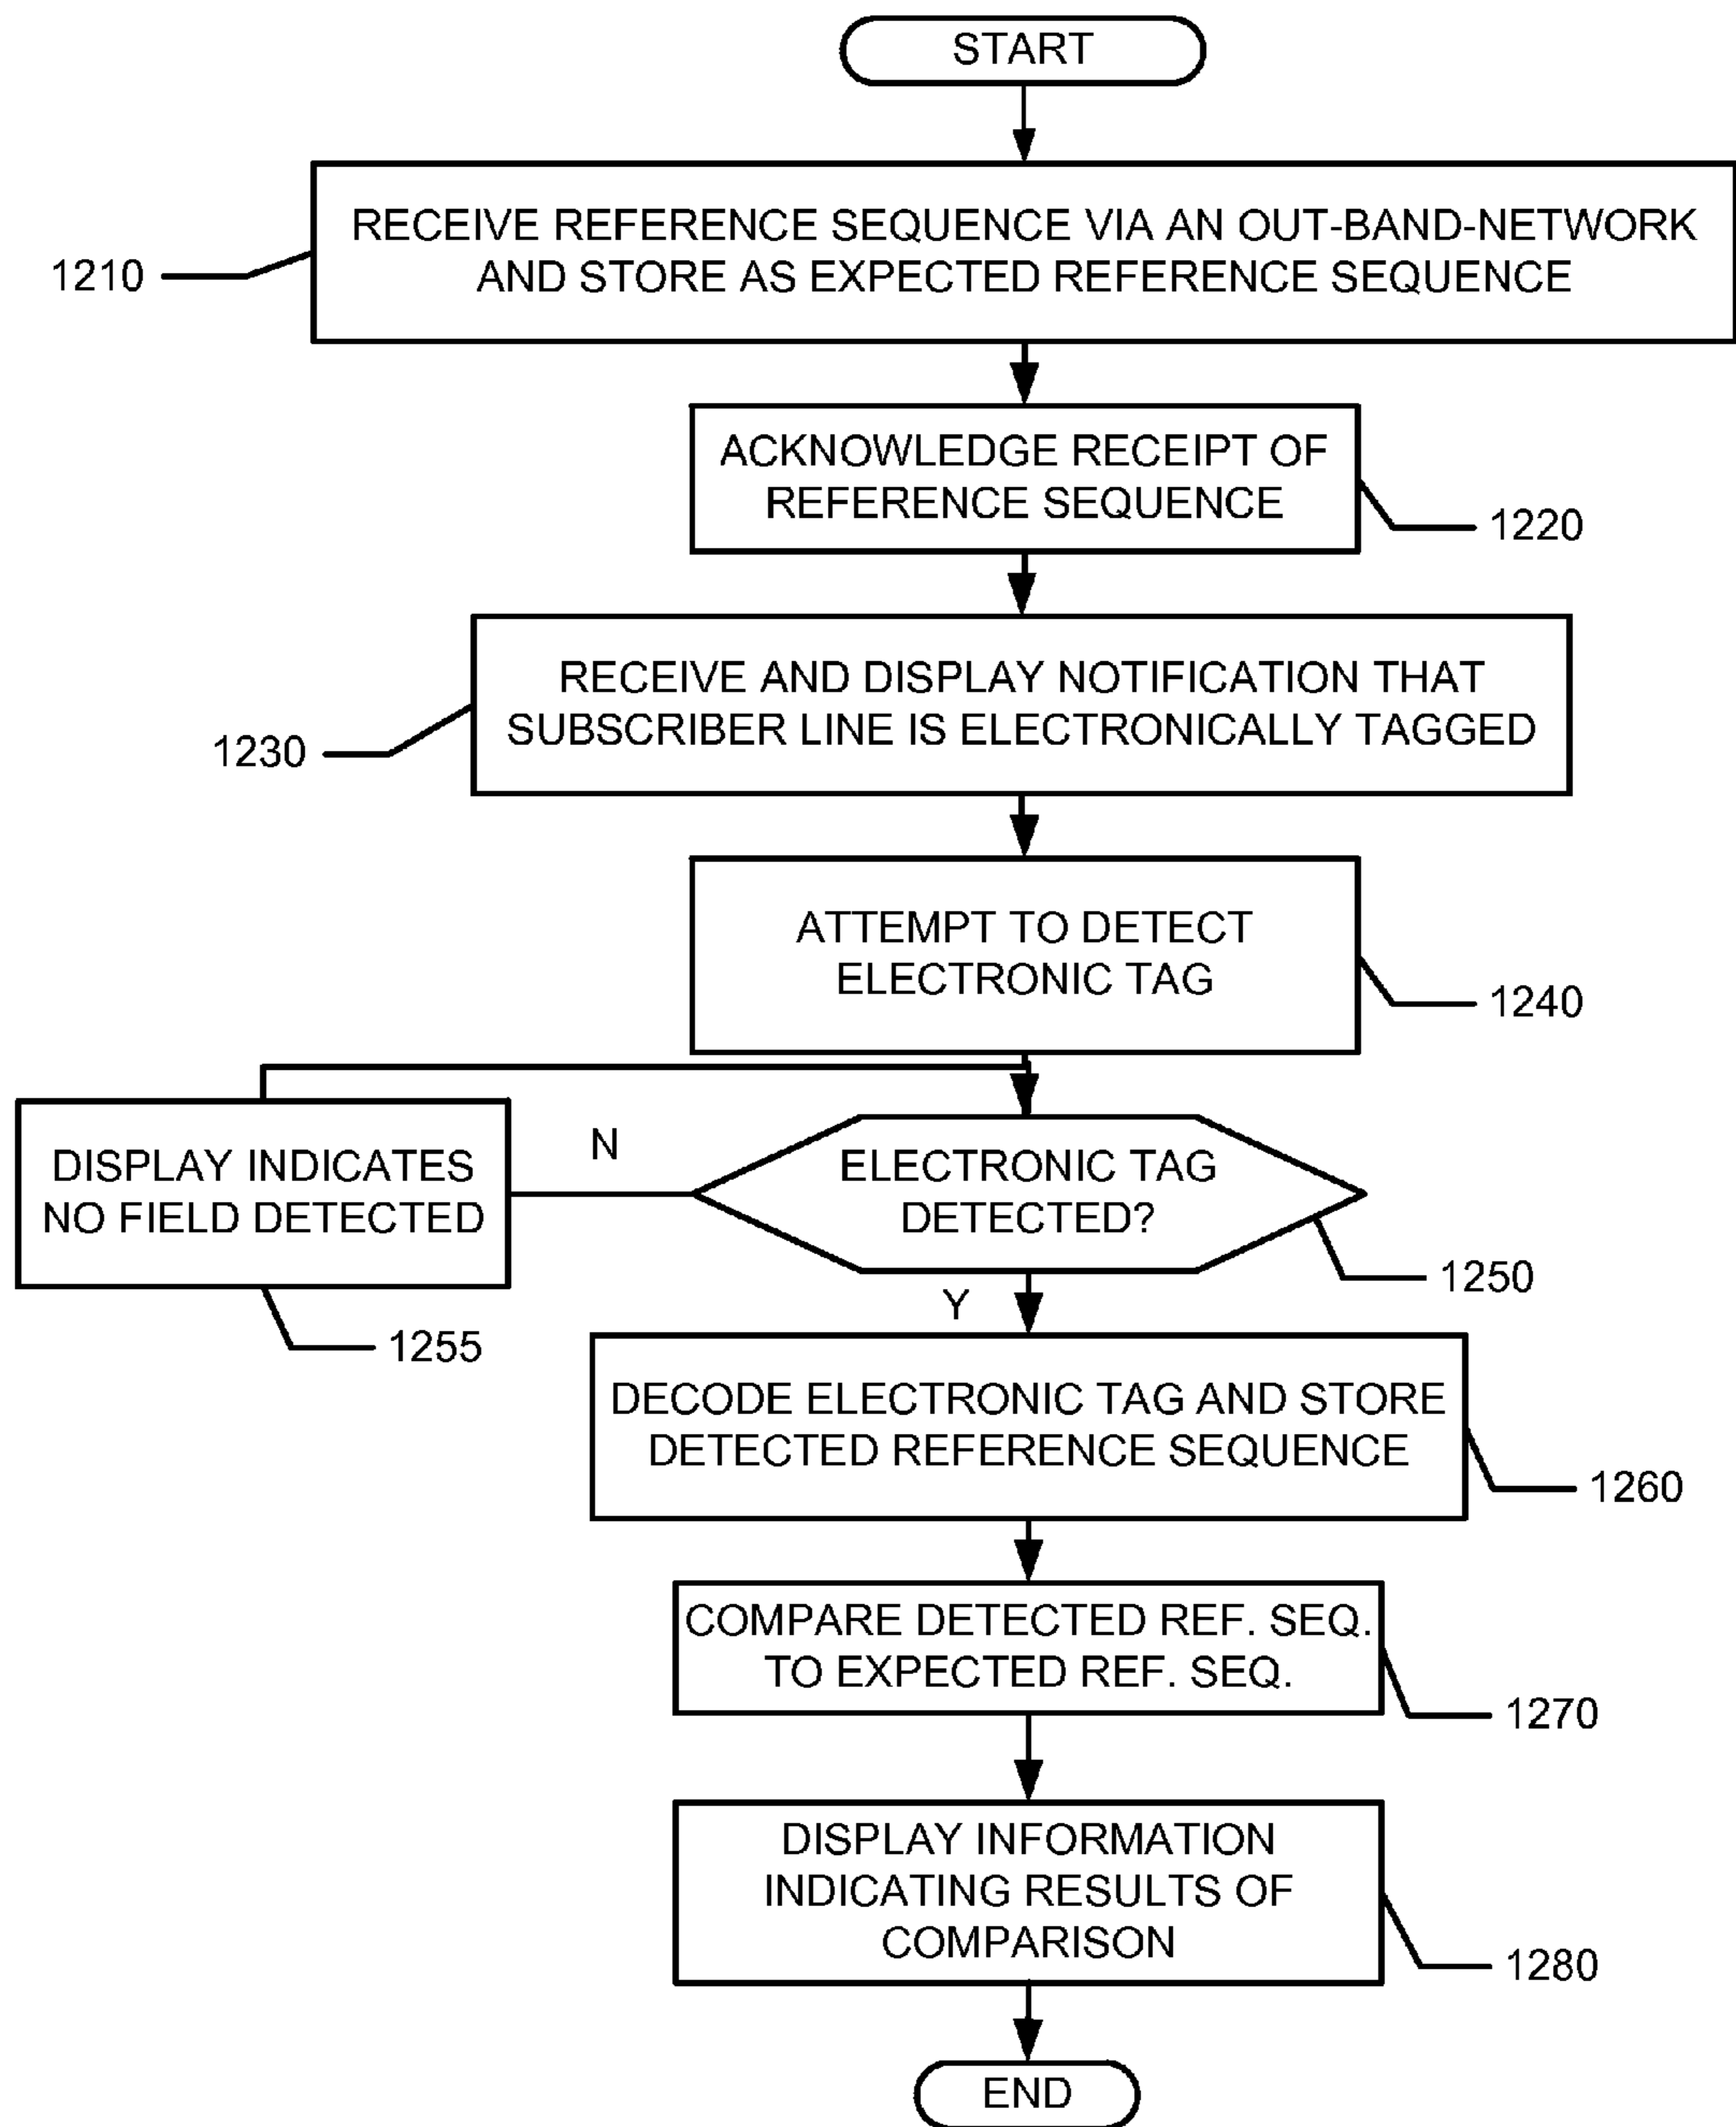 START
RECEIVE REFERENCE SEQUENCE VIA AN OUT-BAND-NETWORK
AND STORE AS EXPECTED REFERENCE SEQUENCE
1210
ACKNOWLEDGE RECEIPT OF
REFERENCE SEQUENCE
1220
RECEIVE AND DISPLAY NOTIFICATION THAT
SUBSCRIBER LINE IS ELECTRONICALLY TAGGED
1230
ATTEMPT TO DETECT
ELECTRONIC TAG
1240
DISPLAY INDICATES
NO FIELD DETECTED
1255
N
ELECTRONIC TAG
DETECTED?
1250
Y
DECODE ELECTRONIC TAG AND STORE
DETECTED REFERENCE SEQUENCE
1260
COMPARE DETECTED REF. SEQ.
TO EXPECTED REF. SEQ.
1270
DISPLAY INFORMATION
INDICATING RESULTS OF
COMPARISON
1280
END